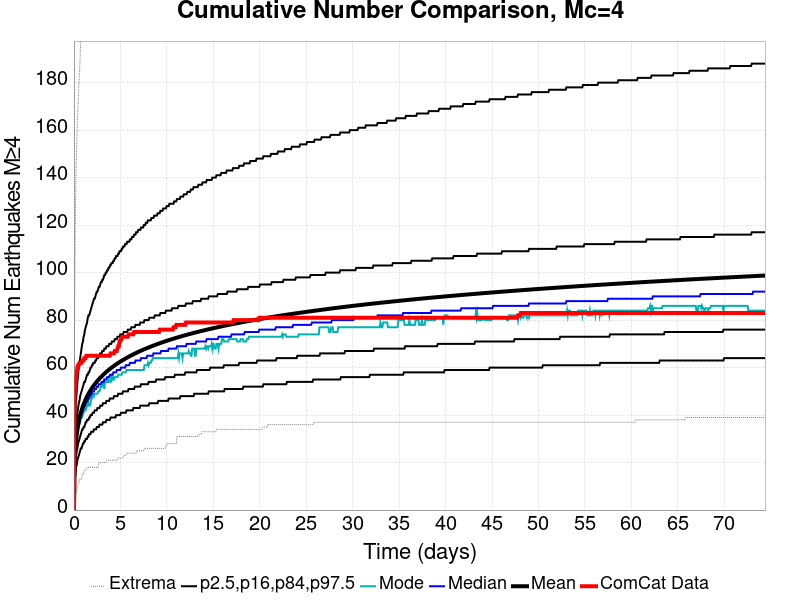 Cumulative Number Comparison, Mc=4
Cumulative Num Earthquakes M≥4
180
160
140
120
100
80
60
40
20
0
0 5 10 15 20 25 30 35 40 45 50 55 60 65 70
Time (days)
Extrema p2.5,p16,p84,p97.5 Mode Median Mean ComCat Data